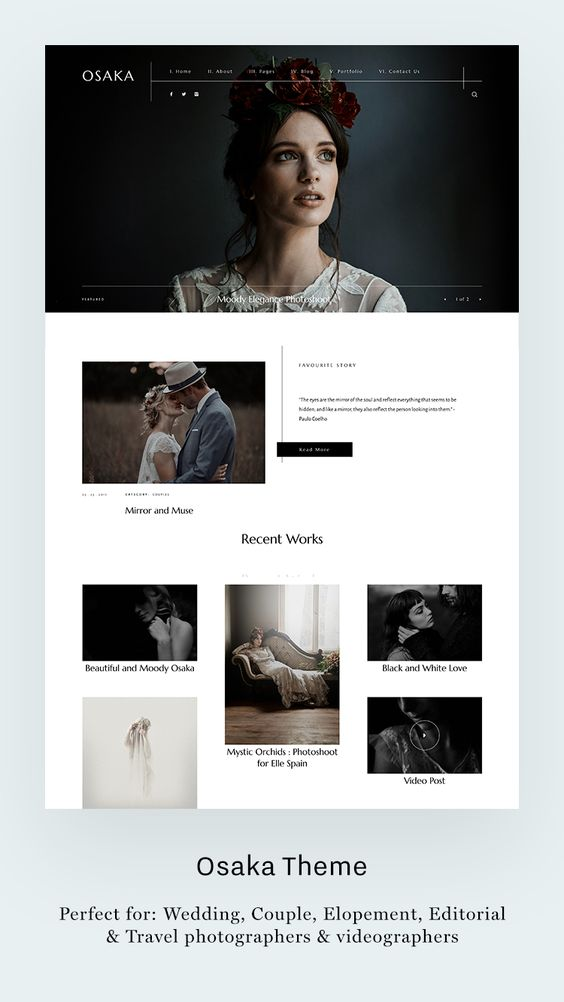 OSAKA
I. Home II. About III. Pages IV. Blog V. Portfolio VI. Contact Us
FEATURED
Moody Elegance Photoshoot
1 of 2
FAVOURITE STORY
"The eyes are the mirror of the soul and reflect everything that seems to be
hidden, and like a mirror, they also reflect the person looking into them." -
Paulo Coelho
Read More
CATEGORY: COUPLES
Mirror and Muse
Recent Works
Beautiful and Moody Osaka
Black and White Love
Mystic Orchids : Photoshoot
for Elle Spain
Video Post
Osaka Theme
Perfect for: Wedding, Couple, Elopement, Editorial
& Travel photographers & videographers